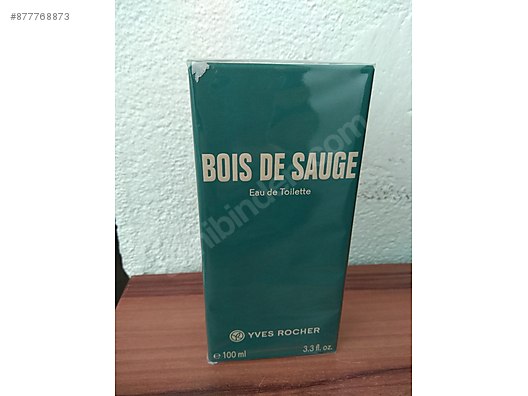 #877768873
BOIS DE SAUGE
Eau de Toilette
YVES ROCHER
℮ 100 ml
3.3 fl. oz.